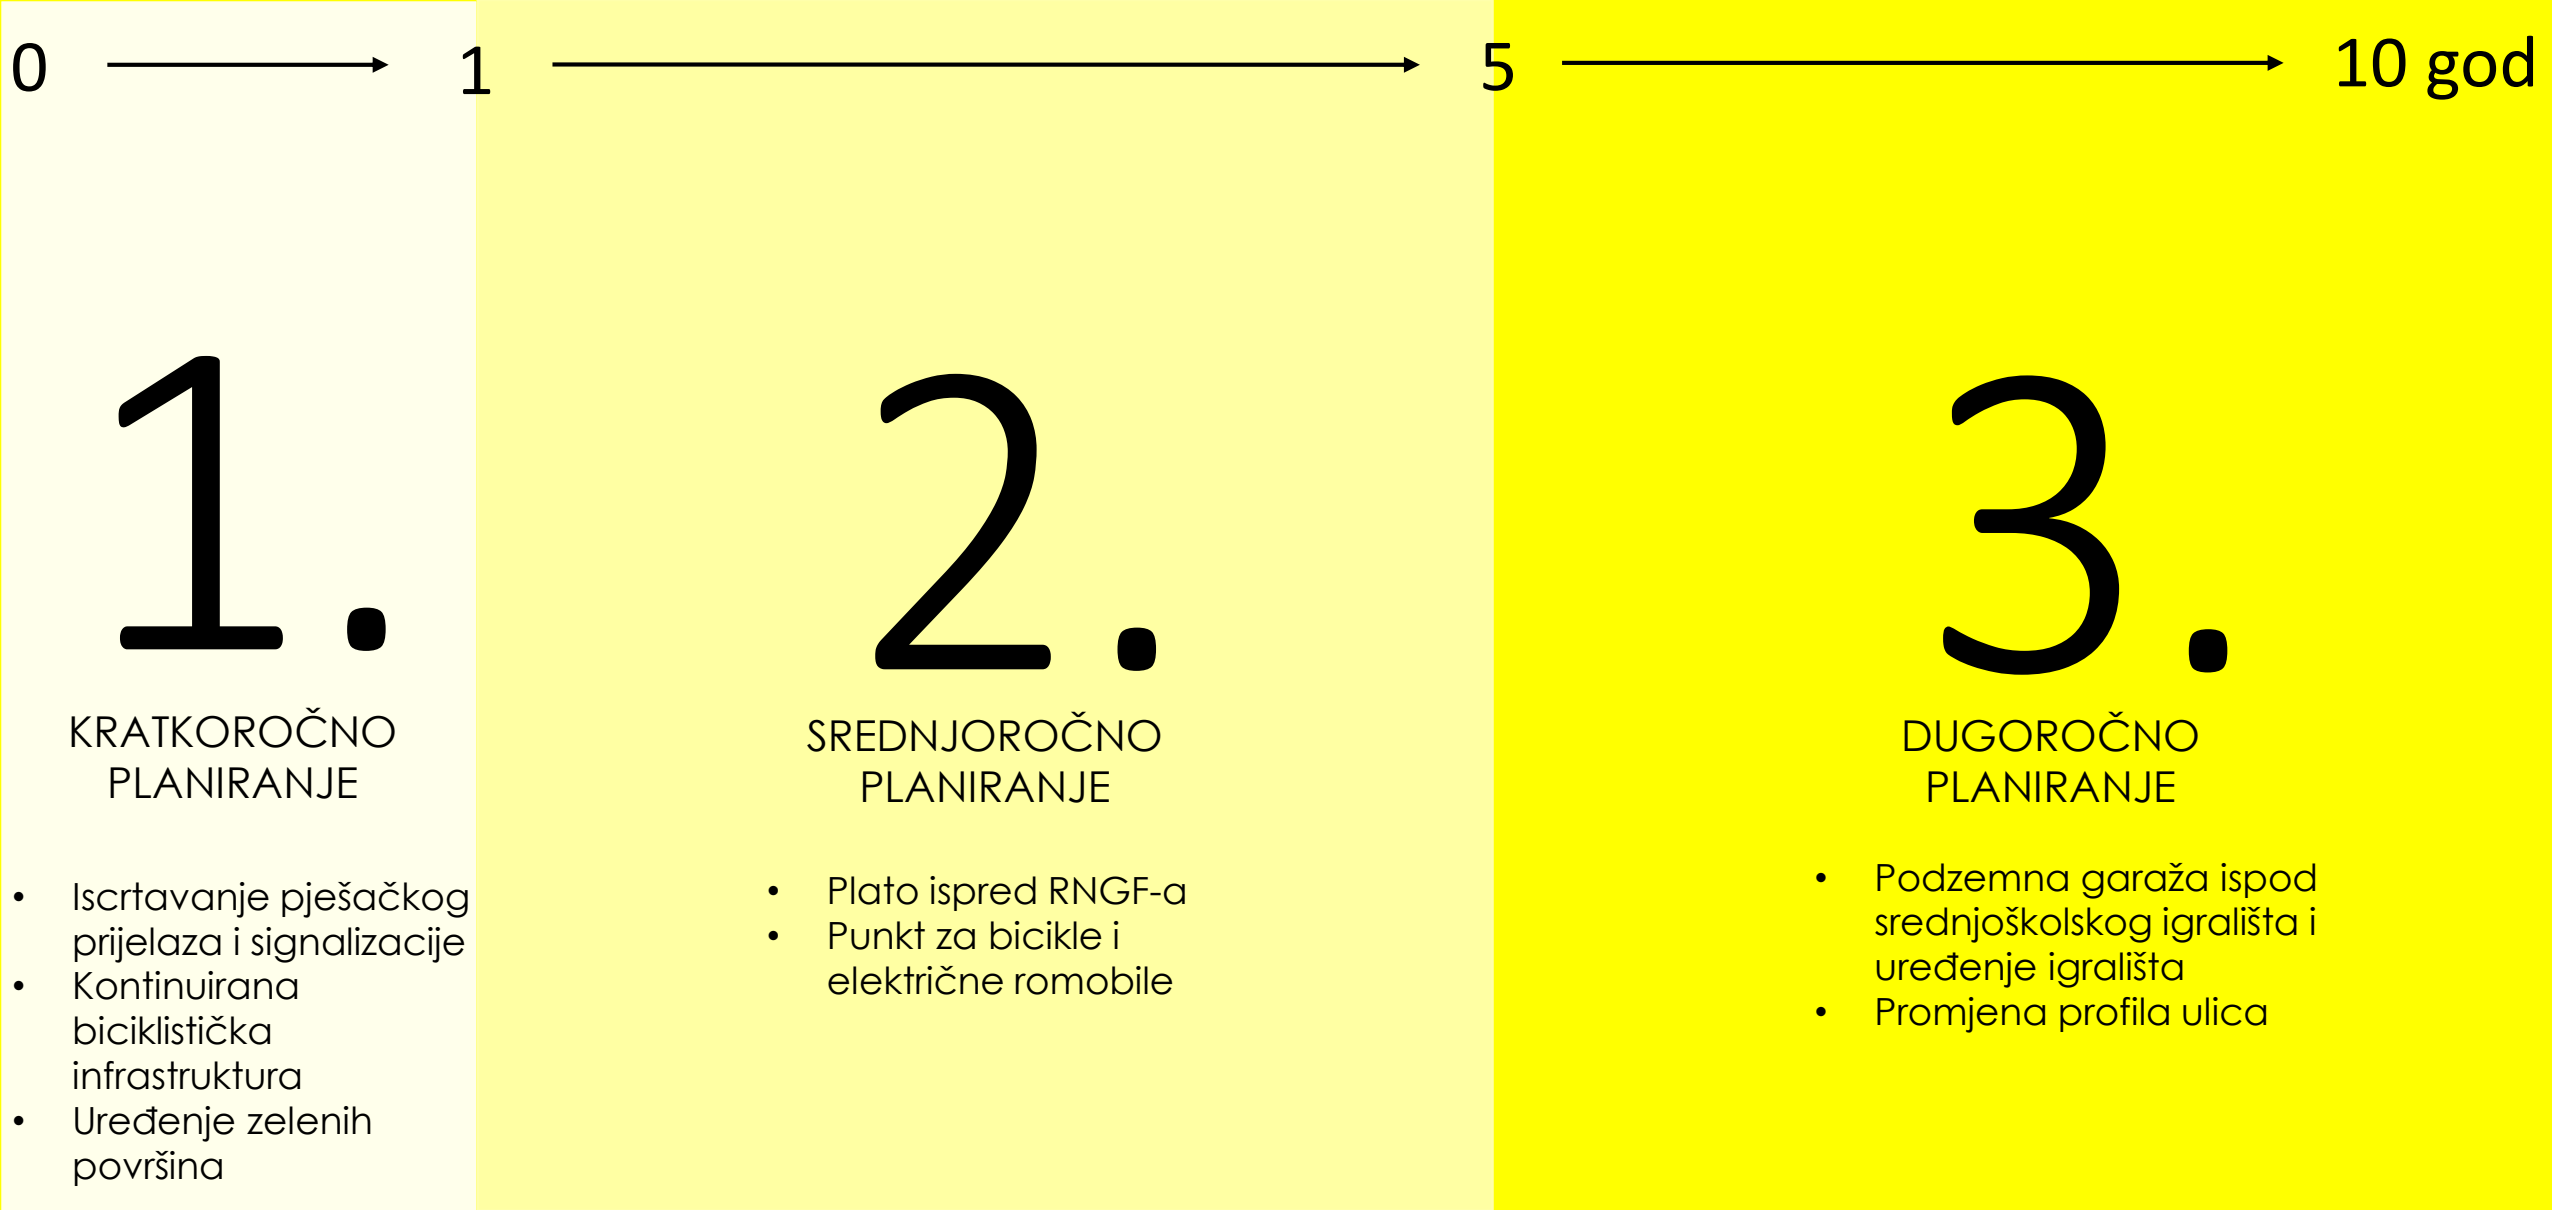 0
1
5
10 god
1.
KRATKOROČNO
PLANIRANJE
• Iscrtavanje pješačkog
prijelaza i signalizacije
• Kontinuirana
biciklistička
infrastruktura
• Uređenje zelenih
površina
2.
SREDNJOROČNO
PLANIRANJE
• Plato ispred RNGF-a
• Punkt za bicikle i
električne romobile
3.
DUGOROČNO
PLANIRANJE
• Podzemna garaža ispod
srednjoškolskog igrališta i
uređenje igrališta
• Promjena profila ulica